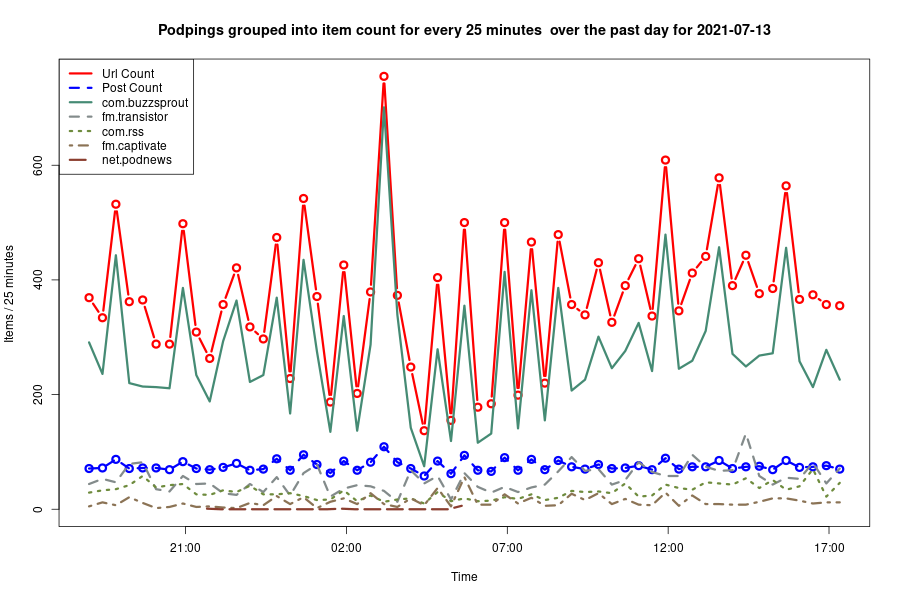 Podpings grouped into item count for every 25 minutes  over the past day for 2021-07-13
Url Count
Post Count
com.buzzsprout
fm.transistor
com.rss
fm.captivate
net.podnews
Items / 25 minutes
600
400
200
0
21:00 02:00 07:00 12:00 17:00
Time